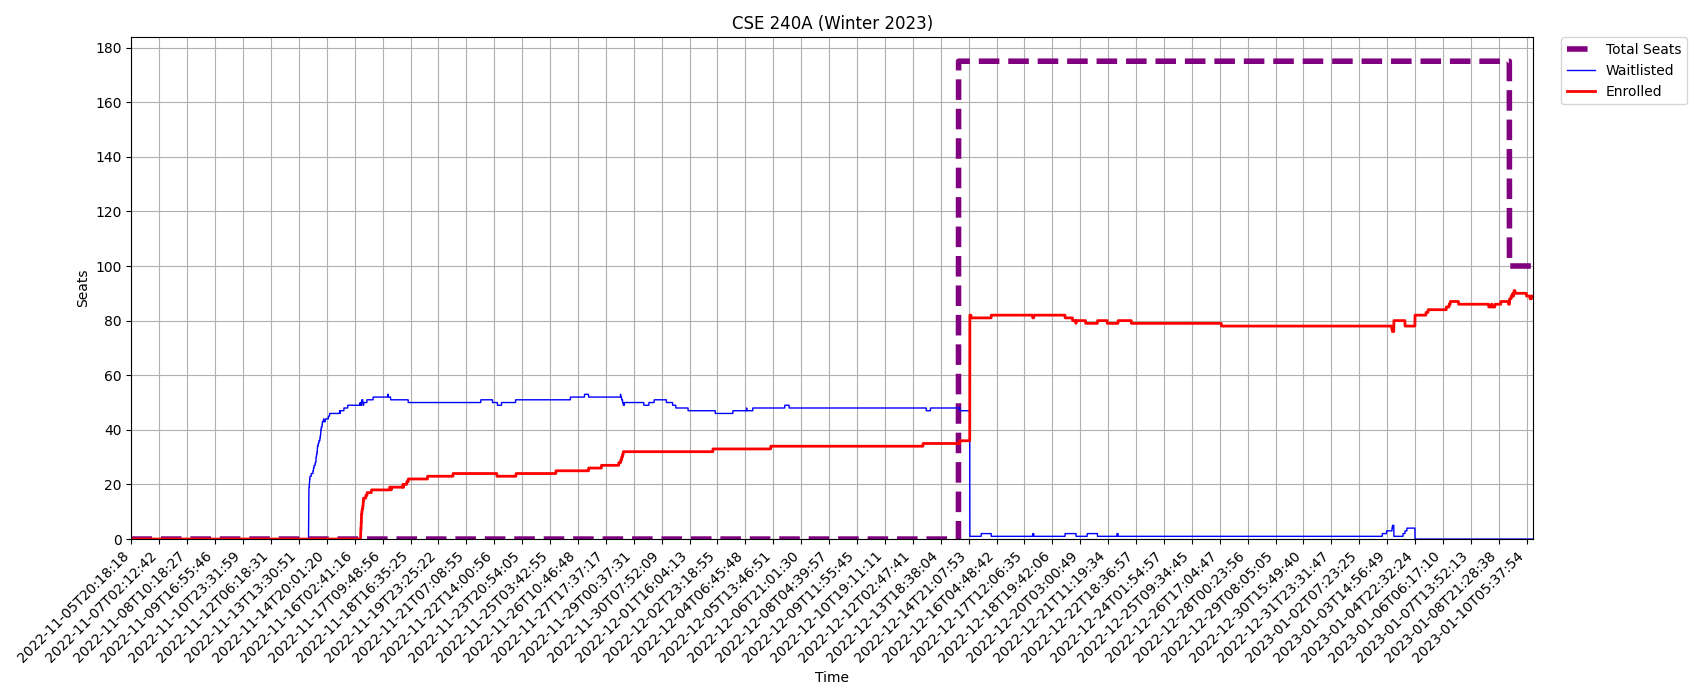 CSE 240A (Winter 2023)
Total Seats
Waitlisted
Enrolled
Seats
180
160
140
120
100
80
60
40
20
0
2022-11-05T20:18:18
2022-11-07T02:12:42
2022-11-08T10:18:27
2022-11-09T16:55:46
2022-11-10T23:31:59
2022-11-12T06:18:31
2022-11-13T13:30:51
2022-11-14T20:01:20
2022-11-16T02:41:16
2022-11-17T09:48:56
2022-11-18T16:35:25
2022-11-19T23:25:22
2022-11-21T07:08:55
2022-11-22T14:00:56
2022-11-23T20:54:05
2022-11-25T03:42:55
2022-11-26T10:46:48
2022-11-27T17:37:17
2022-11-29T00:37:31
2022-11-30T07:52:09
2022-12-01T16:04:13
2022-12-02T23:18:55
2022-12-04T06:45:48
2022-12-05T13:46:51
2022-12-06T21:01:30
2022-12-08T04:39:57
2022-12-09T11:55:45
2022-12-10T19:11:11
2022-12-12T02:47:41
2022-12-13T18:38:04
2022-12-14T21:07:53
2022-12-16T04:48:42
2022-12-17T12:06:35
2022-12-18T19:42:06
2022-12-20T03:00:49
2022-12-21T11:19:34
2022-12-22T18:36:57
2022-12-24T01:54:57
2022-12-25T09:34:45
2022-12-26T17:04:47
2022-12-28T00:23:56
2022-12-29T08:05:05
2022-12-30T15:49:40
2022-12-31T23:31:47
2023-01-02T07:23:25
2023-01-03T14:56:49
2023-01-04T22:32:24
2023-01-06T06:17:10
2023-01-07T13:52:13
2023-01-08T21:28:38
2023-01-10T05:37:54
Time